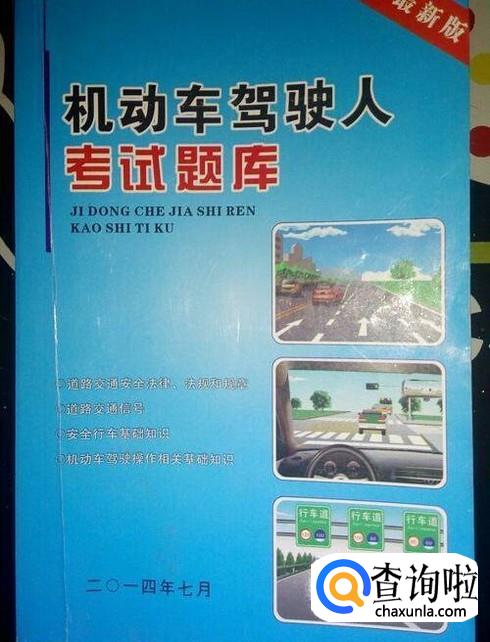 最新版
机动车驾驶人
考试题库
JI DONG CHE JIA SHI REN
KAO SHI TI KU
○道路交通安全法律、法规和规章
○道路交通信号
○安全行车基础知识
○机动车驾驶操作相关基础知识
行车道
行车道
行车道
二〇一四年七月
查询啦
chaxunla.com